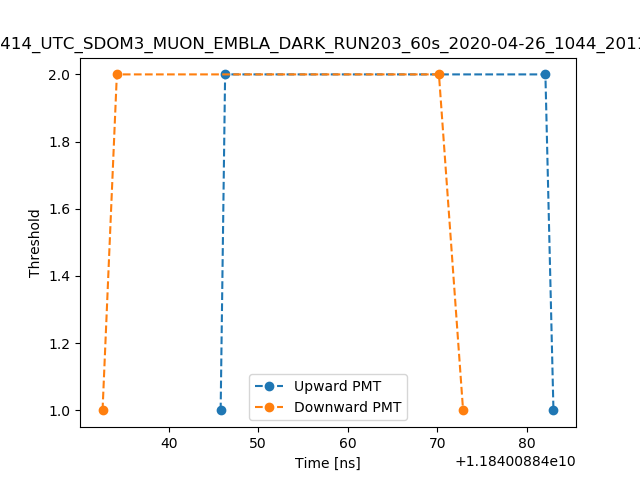 414_UTC_SDOM3_MUON_EMBLA_DARK_RUN203_60s_2020-04-26_1044_2011
2.0
1.8
1.6
1.4
1.2
1.0
Threshold
Upward PMT
Downward PMT
40 50 60 70 80
Time [ns]
+1.18400884e10